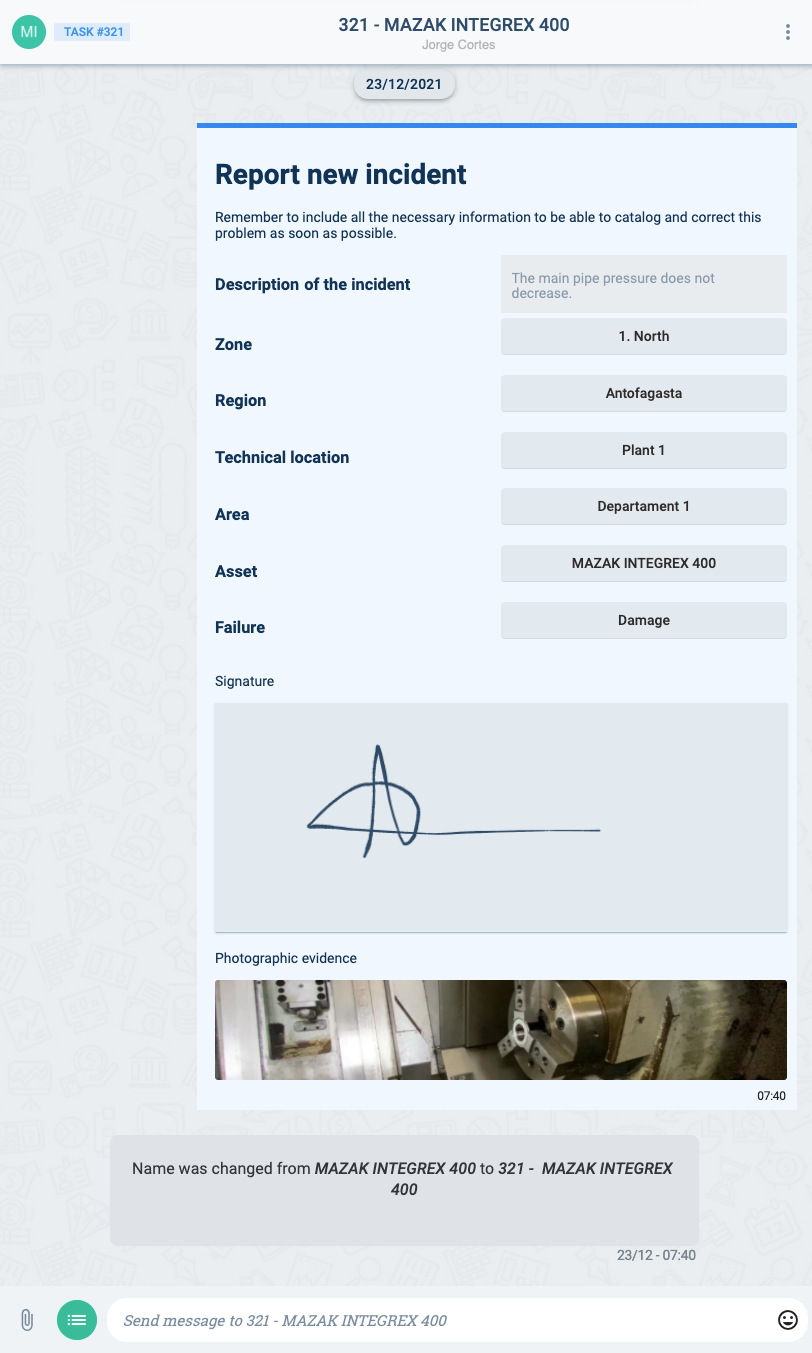 MI
TASK #321
321 - MAZAK INTEGREX 400
Jorge Cortes
23/12/2021
Report new incident
Remember to include all the necessary information to be able to catalog and correct this
problem as soon as possible.
Description of the incident
The main pipe pressure does not
decrease.
Zone
1. North
Region
Antofagasta
Technical location
Plant 1
Area
Departament 1
Asset
MAZAK INTEGREX 400
Failure
Damage
Signature
Photographic evidence
07:40
Name was changed from MAZAK INTEGREX 400 to 321 - MAZAK INTEGREX
400
23/12 - 07:40
Send message to 321 - MAZAK INTEGREX 400